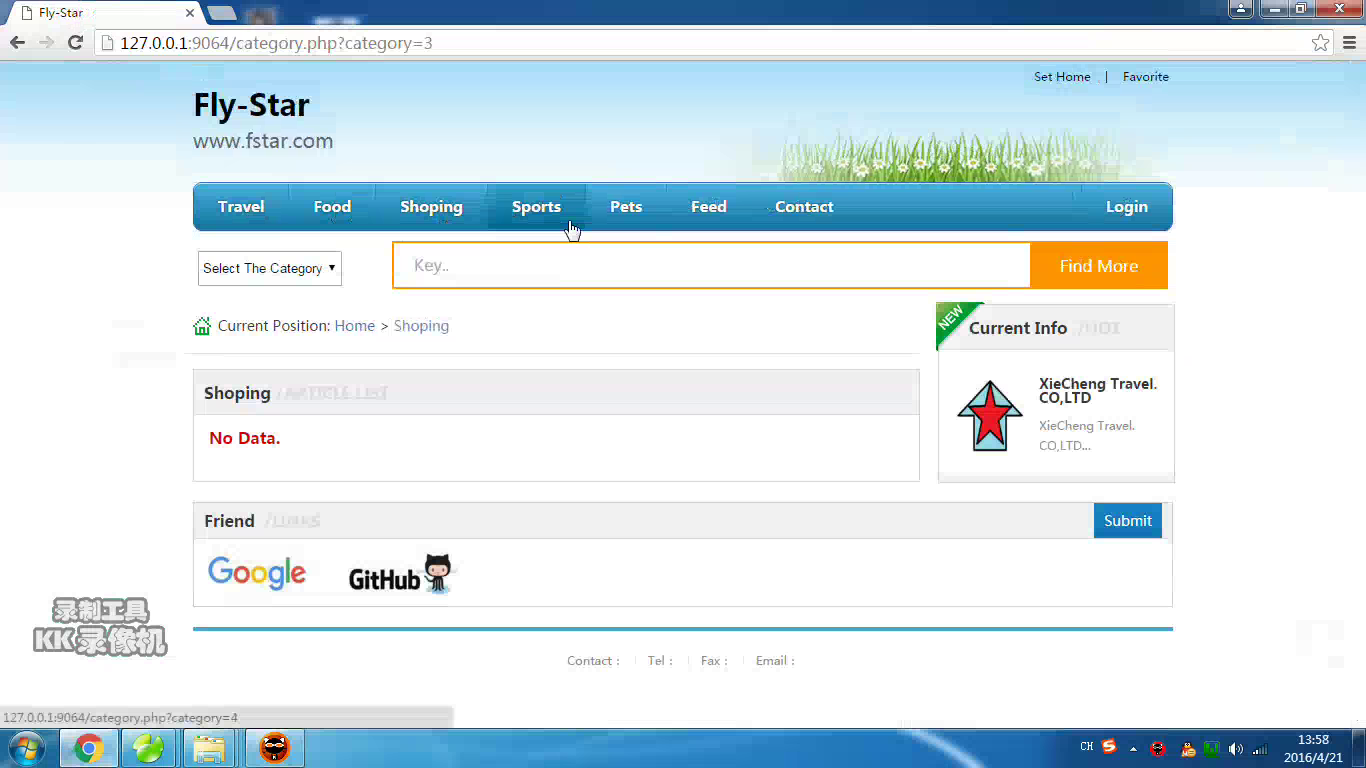 Fly-Star
127.0.0.1:9064/category.php?category=3
Set Home | Favorite
Fly-Star
www.fstar.com
Travel Food Shoping Sports Pets Feed Contact Login
Select The Category Key.. Find More
Current Position: Home > Shoping
NEW Current Info /HOT
Shoping /ARTICLE LIST
XieCheng Travel.
CO,LTD
XieCheng Travel.
CO,LTD...
No Data.
Friend /LINKS Submit
Google GitHub
录制工具
KK录像机
Contact : Tel : Fax : Email :
127.0.0.1:9064/category.php?category=4
CH 13:58
2016/4/21